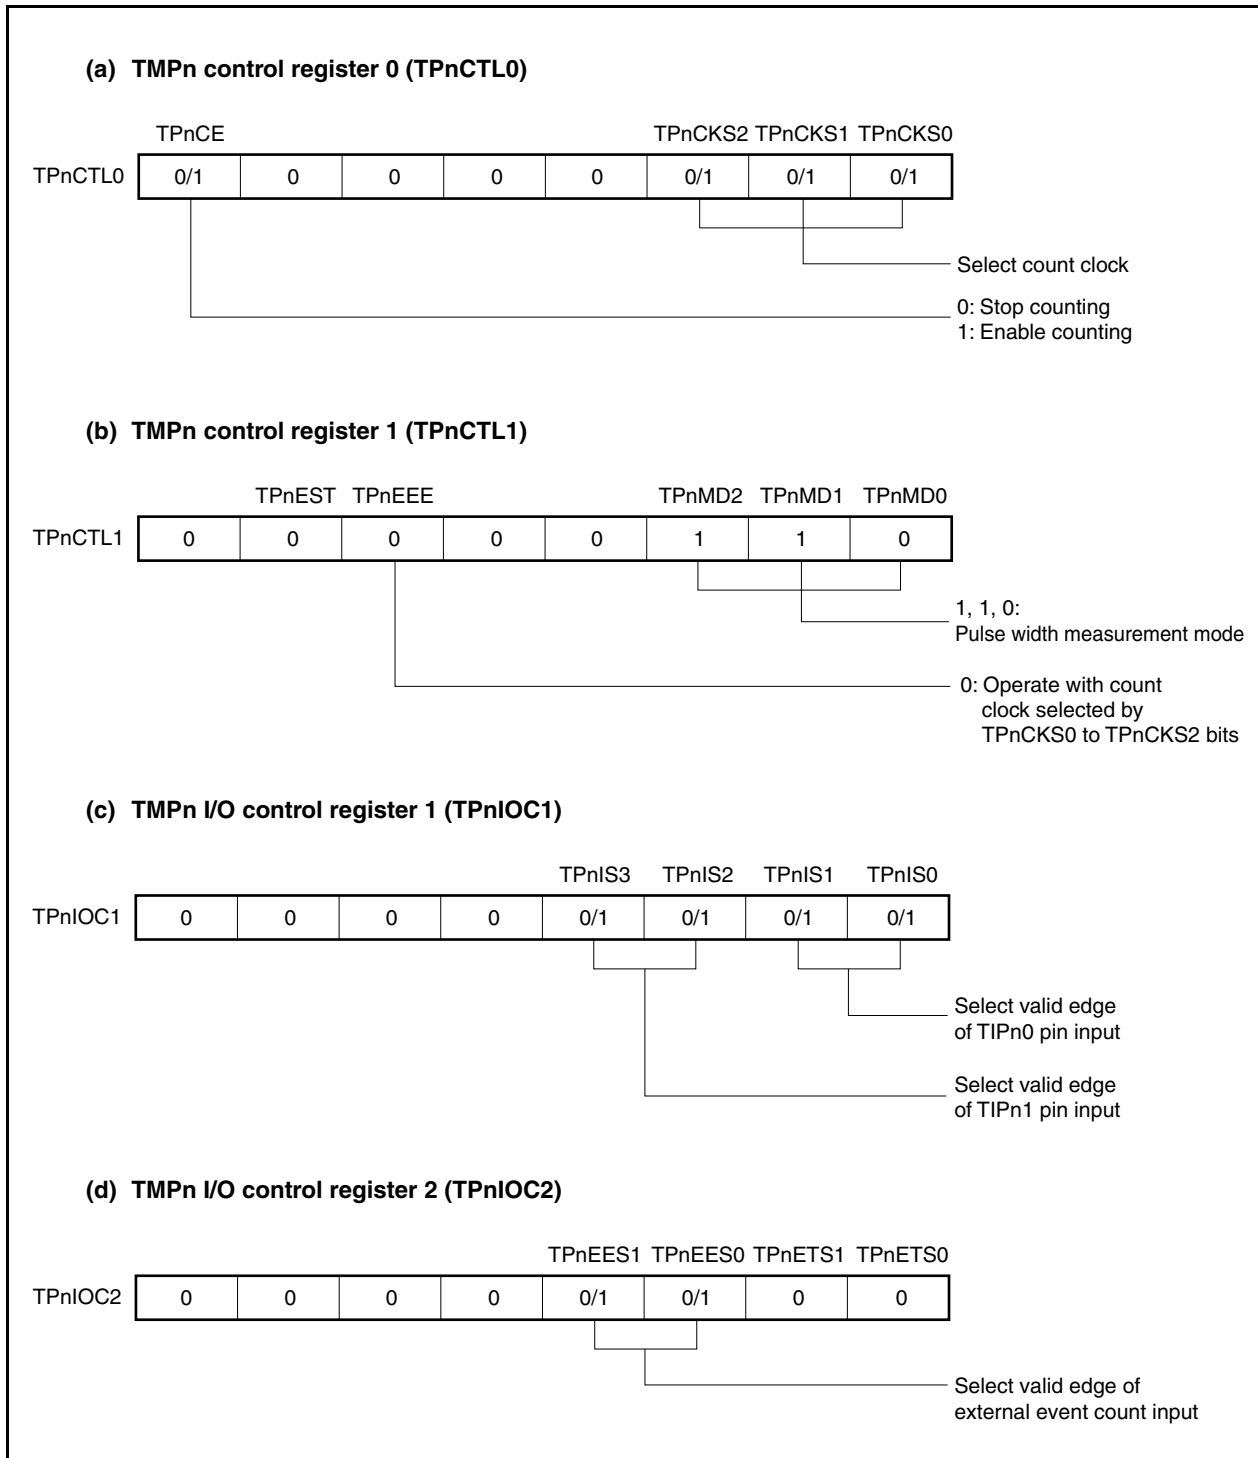 (a) TMPn control register 0 (TPnCTL0)
TPnCE TPnCKS2 TPnCKS1 TPnCKS0
TPnCTL0 0/1 0 0 0 0 0/1 0/1 0/1
Select count clock
0: Stop counting
1: Enable counting
(b) TMPn control register 1 (TPnCTL1)
TPnEST TPnEEE TPnMD2 TPnMD1 TPnMD0
TPnCTL1 0 0 0 0 0 1 1 0
1, 1, 0:
Pulse width measurement mode
0: Operate with count
clock selected by
TPnCKS0 to TPnCKS2 bits
(c) TMPn I/O control register 1 (TPnIOC1)
TPnIS3 TPnIS2 TPnIS1 TPnIS0
TPnIOC1 0 0 0 0 0/1 0/1 0/1 0/1
Select valid edge
of TIPn0 pin input
Select valid edge
of TIPn1 pin input
(d) TMPn I/O control register 2 (TPnIOC2)
TPnEES1 TPnEES0 TPnETS1 TPnETS0
TPnIOC2 0 0 0 0 0/1 0/1 0 0
Select valid edge of
external event count input